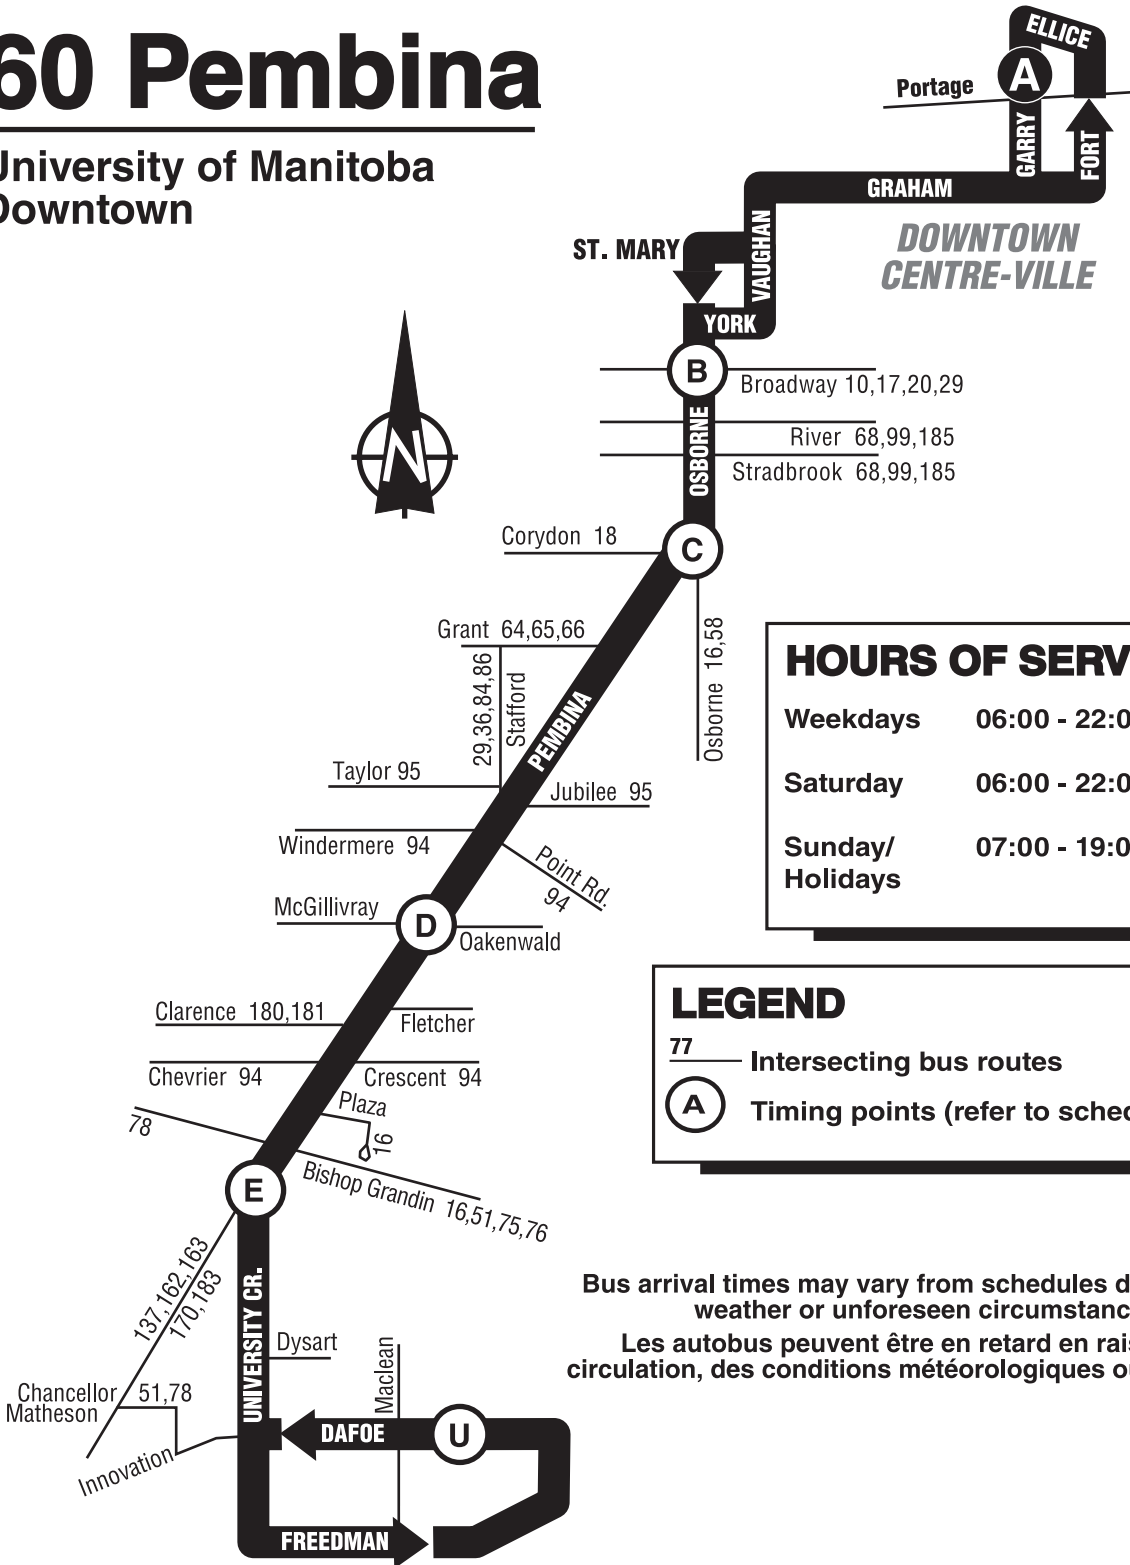 60 Pembina
University of Manitoba
Downtown
ELLICE
A
Portage
GARRY
FORT
GRAHAM
VAUGHAN
DOWNTOWN
CENTRE-VILLE
ST. MARY
YORK
B
Broadway 10,17,20,29
N
OSBORNE
River 68,99,185
Stradbrook 68,99,185
Corydon 18
C
Grant 64,65,66
29,36,84,86
Stafford
Osborne 16,58
PEMBINA
HOURS OF SERV
Weekdays 06:00 - 22:0
Saturday 06:00 - 22:0
Sunday/ 07:00 - 19:0
Holidays
Taylor 95
Jubilee 95
Windermere 94
Point Rd.
94
McGillivray
D
Oakenwald
LEGEND
77
Intersecting bus routes
A
Timing points (refer to sched
Clarence 180,181
Fletcher
Chevrier 94
Crescent 94
Plaza
16
78
Bishop Grandin 16,51,75,76
E
137,162,163
170,183
UNIVERSITY CR.
Dysart
Maclean
Bus arrival times may vary from schedules d
weather or unforeseen circumstanc
Les autobus peuvent être en retard en rais
circulation, des conditions météorologiques ou
Chancellor 51,78
Matheson
Innovation
DAFOE
U
FREEDMAN